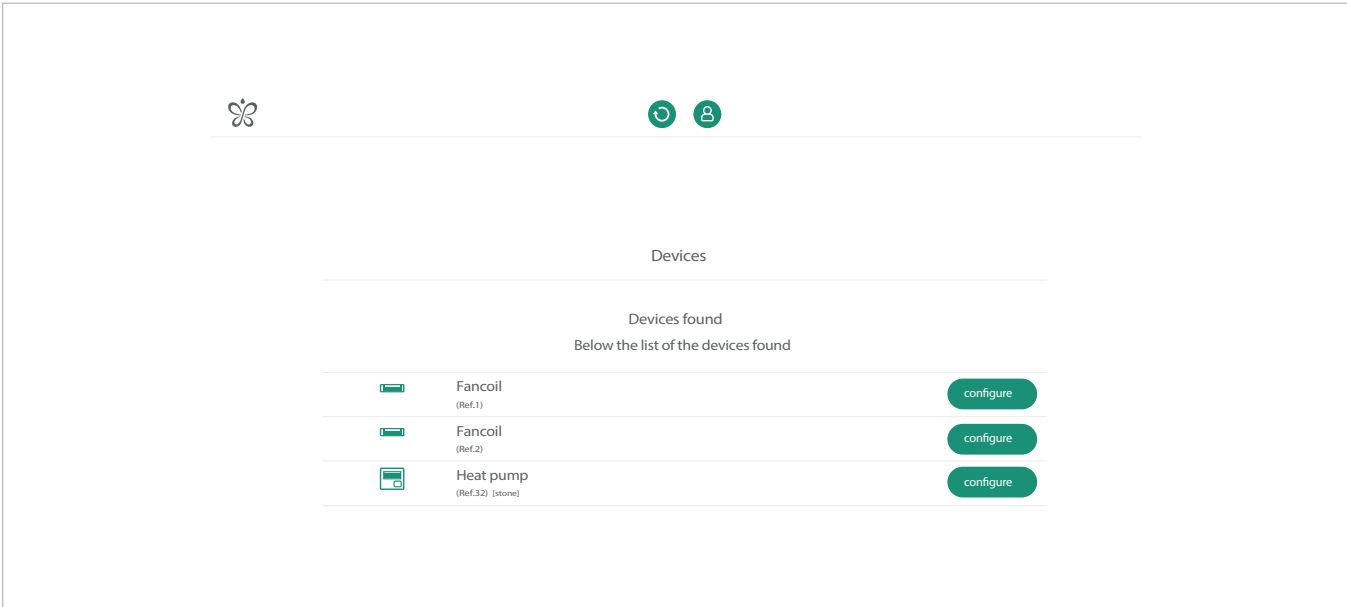 Devices
Devices found
Below the list of the devices found
Fancoil
(Ref.1)
configure
Fancoil
(Ref.2)
configure
Heat pump
(Ref.32) [stone]
configure